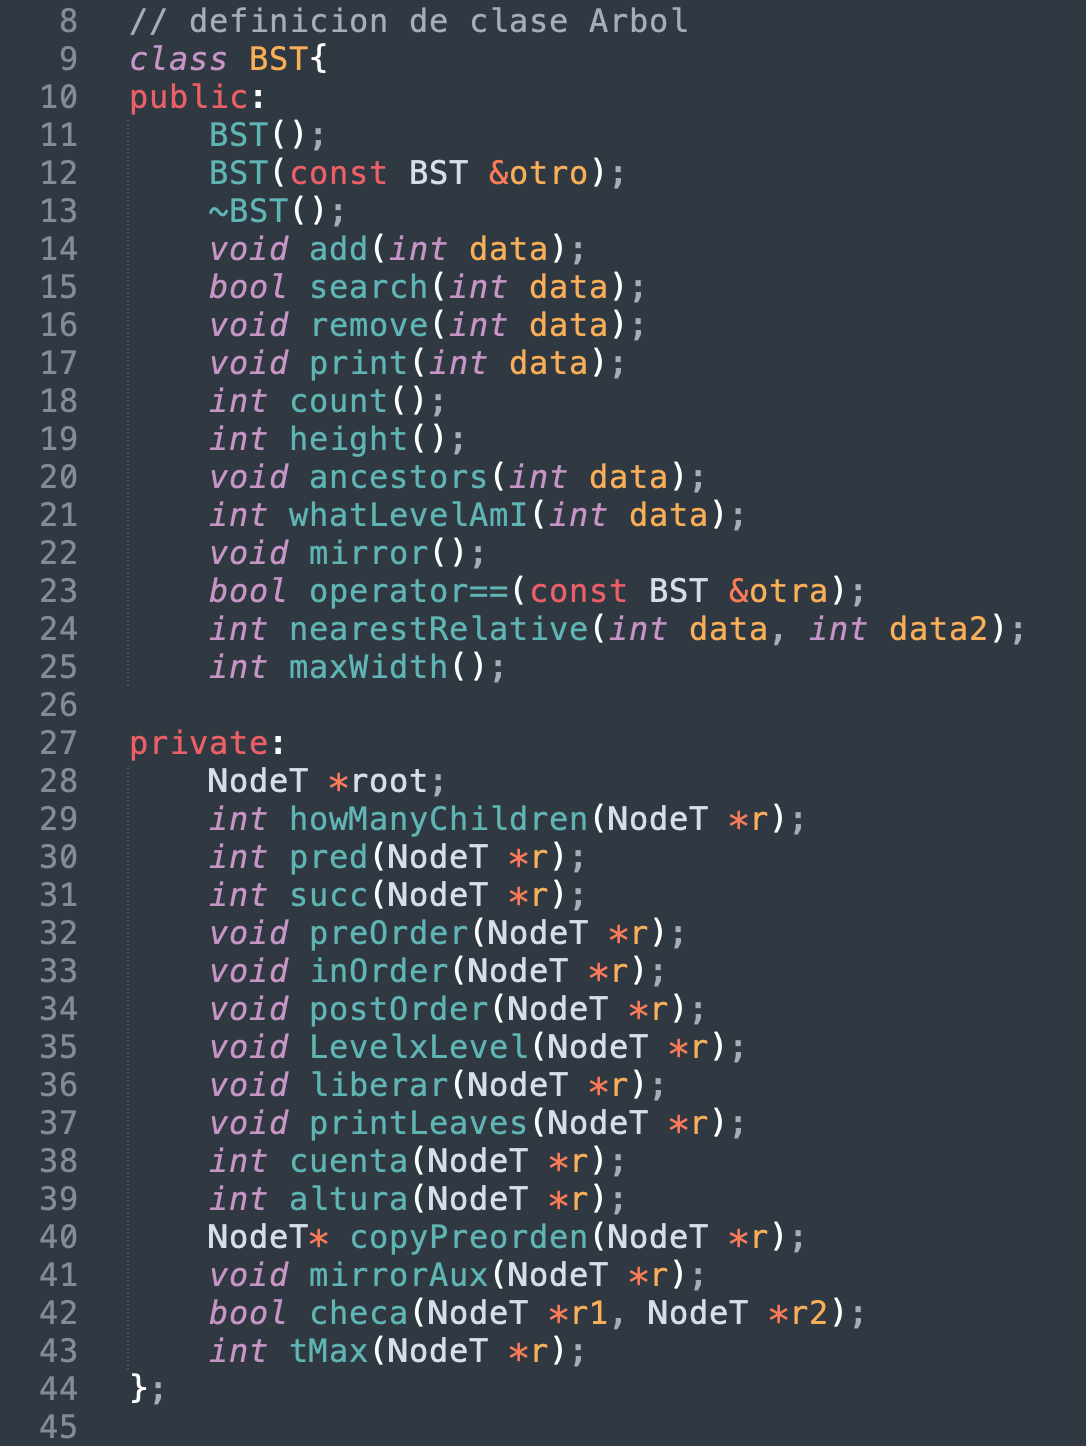 8 // definicion de clase Arbol
9 class BST{
10 public:
11 BST();
12 BST(const BST &otro);
13 ~BST();
14 void add(int data);
15 bool search(int data);
16 void remove(int data);
17 void print(int data);
18 int count();
19 int height();
20 void ancestors(int data);
21 int whatLevelAmI(int data);
22 void mirror();
23 bool operator==(const BST &otra);
24 int nearestRelative(int data, int data2);
25 int maxWidth();
26
27 private:
28 NodeT *root;
29 int howManyChildren(NodeT *r);
30 int pred(NodeT *r);
31 int succ(NodeT *r);
32 void preOrder(NodeT *r);
33 void inOrder(NodeT *r);
34 void postOrder(NodeT *r);
35 void LevelxLevel(NodeT *r);
36 void liberar(NodeT *r);
37 void printLeaves(NodeT *r);
38 int cuenta(NodeT *r);
39 int altura(NodeT *r);
40 NodeT* copyPreorden(NodeT *r);
41 void mirrorAux(NodeT *r);
42 bool checa(NodeT *r1, NodeT *r2);
43 int tMax(NodeT *r);
44 };
45